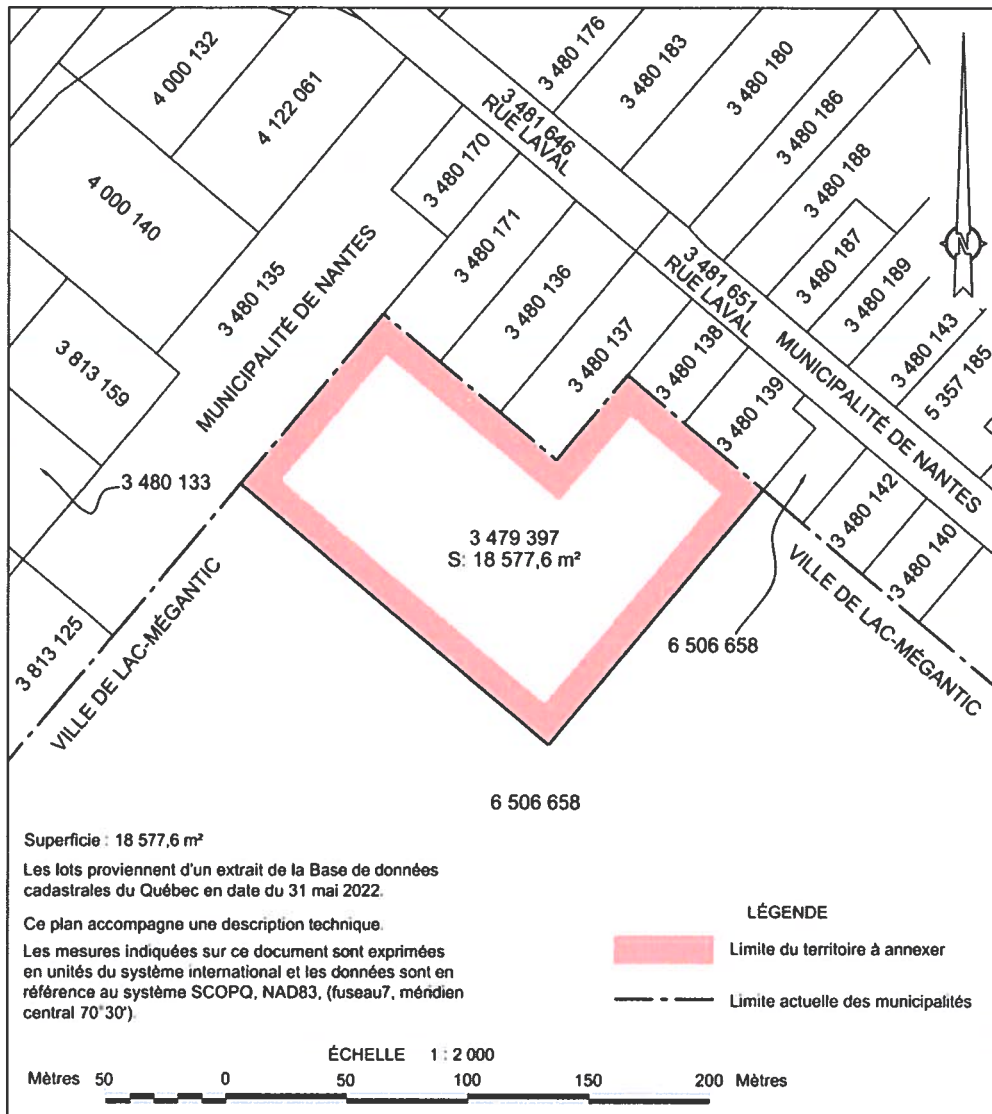 4 000 132
4 122 061
3 480 176
3 480 183
3 480 180
3 481 646
RUE LAVAL
3 480 186
3 480 188
4 000 140
3 480 170
3 480 171
3 480 135
MUNICIPALITÉ DE NANTES
3 480 136
3 480 187
3 480 189
3 481 651
RUE LAVAL
N
3 480 143
5 357 185
3 813 159
3 480 137
3 480 138
MUNICIPALITÉ DE NANTES
3 480 139
3 480 133
3 480 142
3 480 140
3 479 397
S: 18 577,6 m²
VILLE DE LAC-MÉGANTIC
6 506 658
3 813 125
VILLE DE LAC-MÉGANTIC
6 506 658
Superficie : 18 577,6 m²
Les lots proviennent d'un extrait de la Base de données
cadastrales du Québec en date du 31 mai 2022.
Ce plan accompagne une description technique.
Les mesures indiquées sur ce document sont exprimées
en unités du système international et les données sont en
référence au système SCOPQ, NAD83, (fuseau7, méridien
central 70°30').
LÉGENDE
Limite du territoire à annexer
Limite actuelle des municipalités
ÉCHELLE 1 : 2 000
Mètres 50 0 50 100 150 200 Mètres